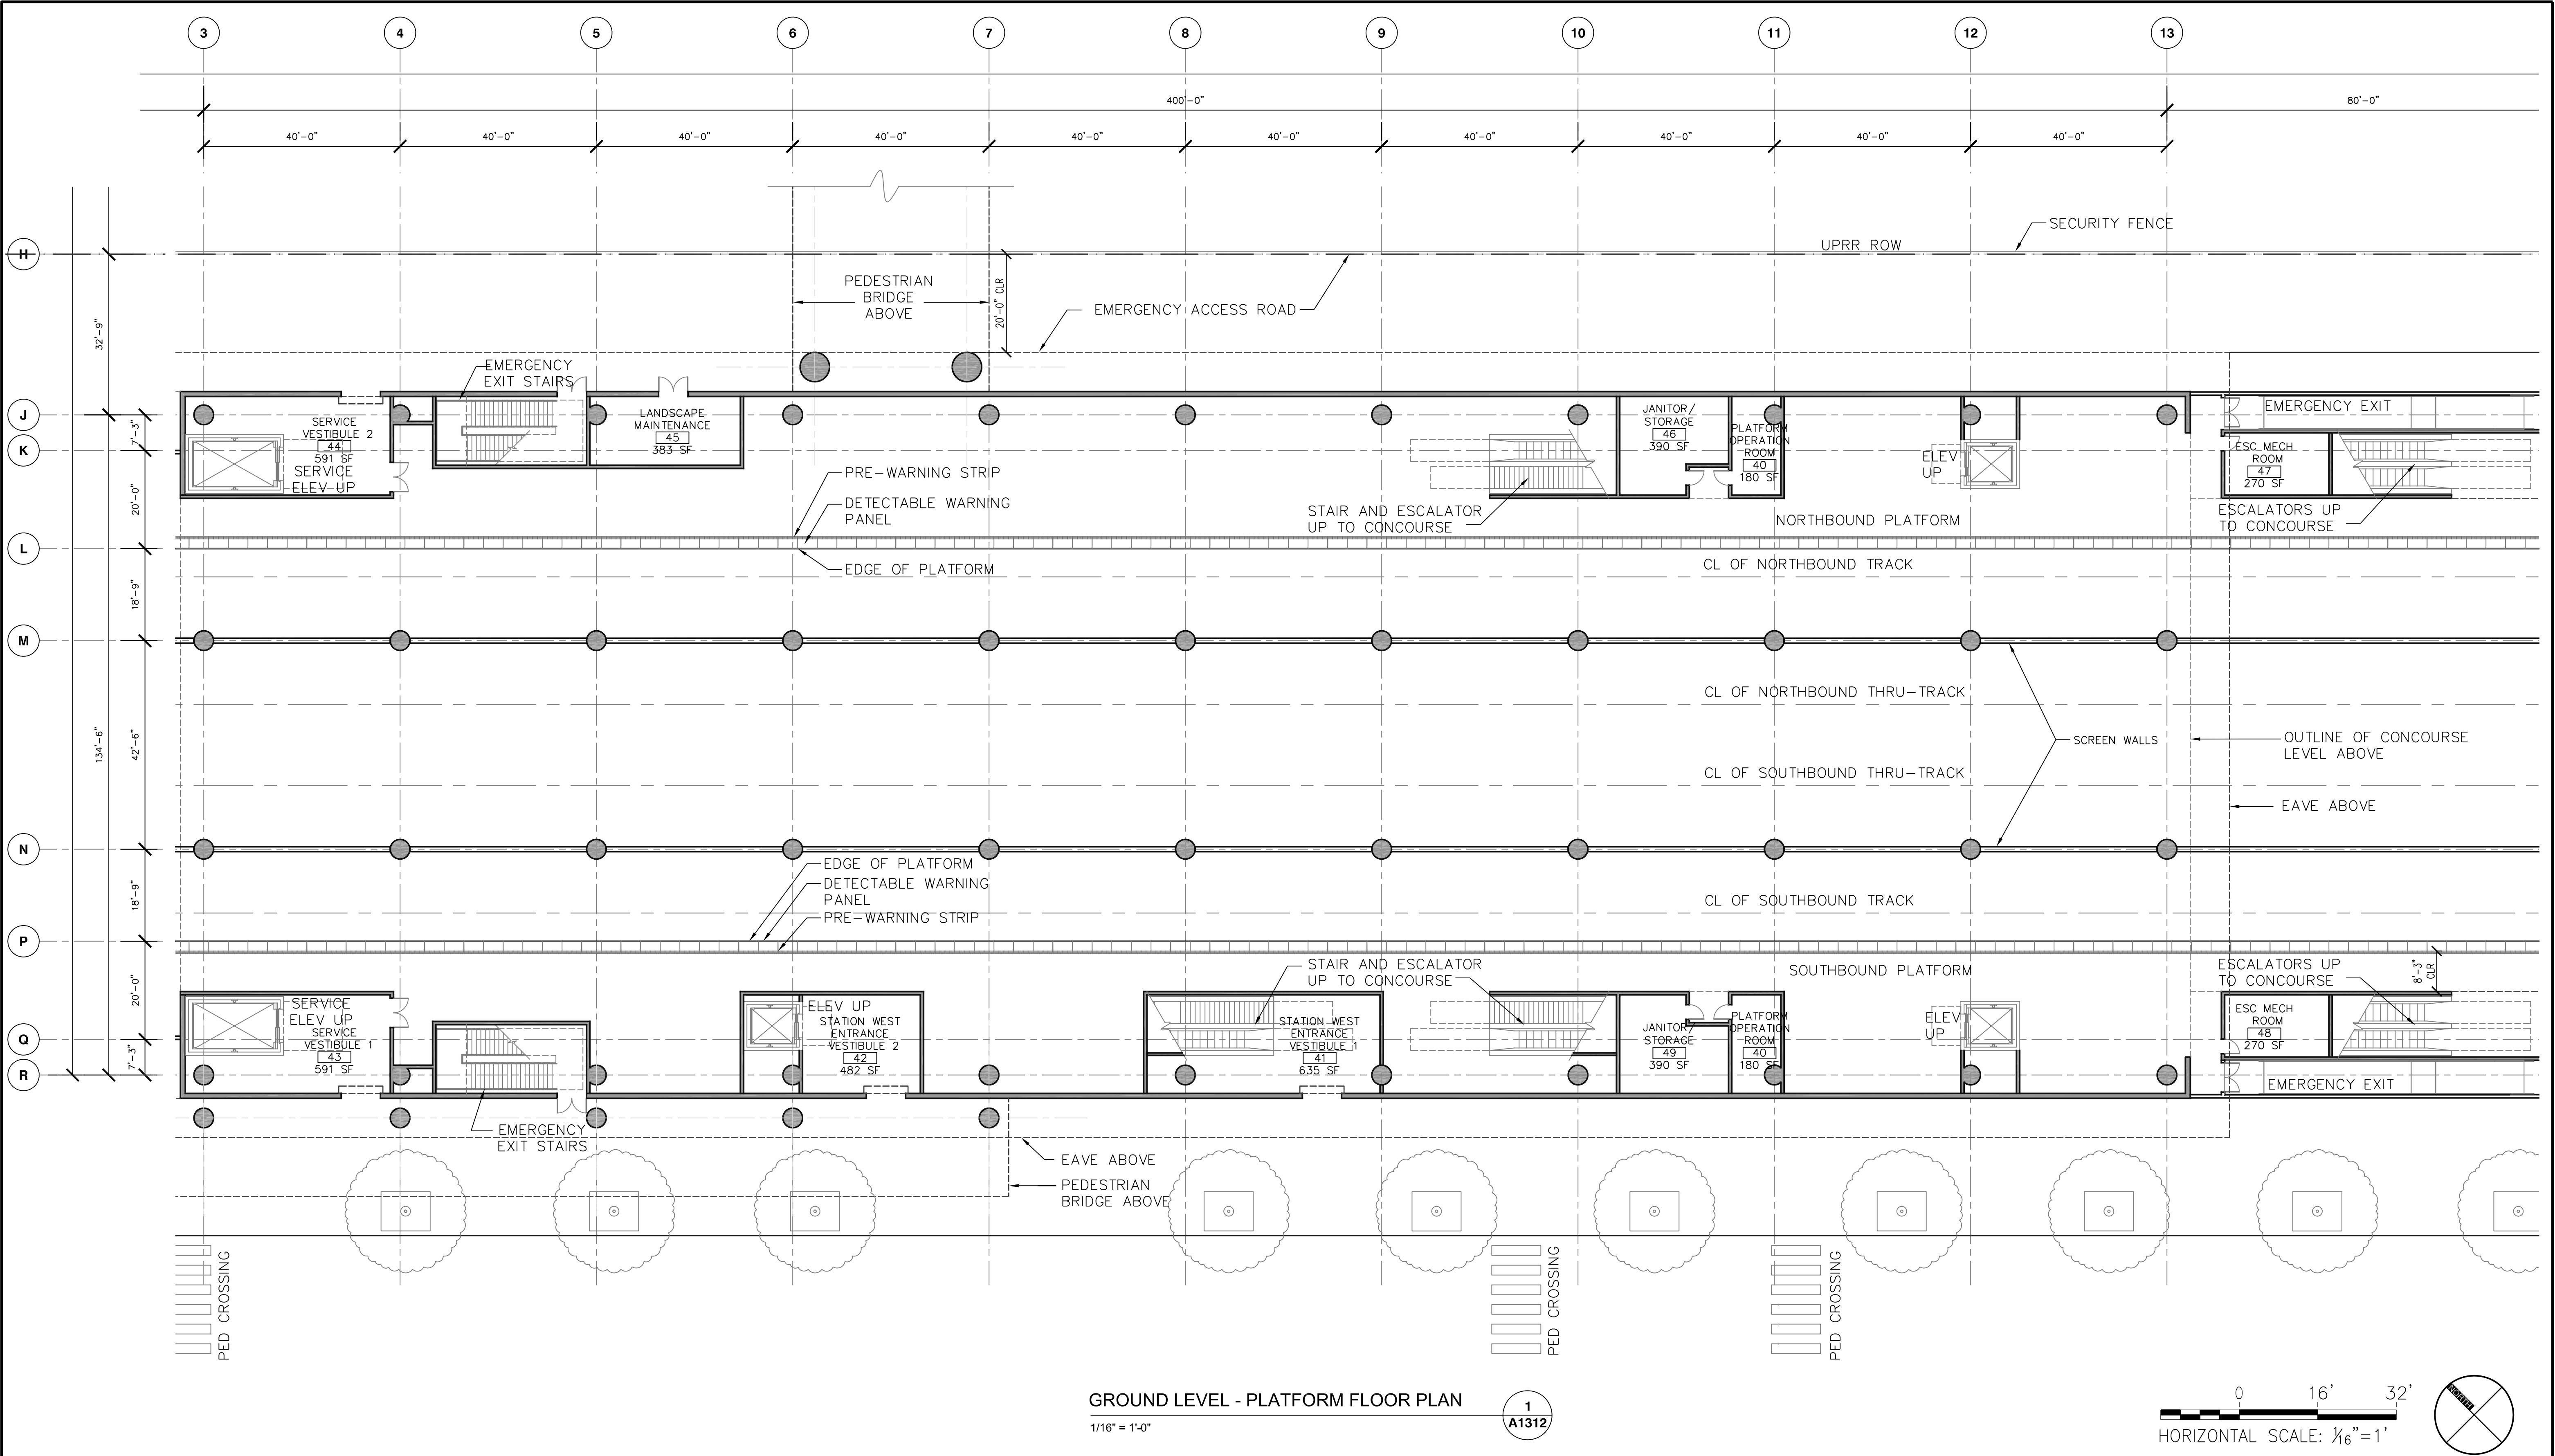 3 4 5 6 7 8 9 10 11 12 13
400'-0" 80'-0"
40'-0" 40'-0" 40'-0" 40'-0" 40'-0" 40'-0" 40'-0" 40'-0" 40'-0" 40'-0"
H
J
K
L
M
N
P
Q
R
32'-9"
134'-6"
7'-3"
20'-0"
18'-9"
42'-6"
18'-9"
20'-0"
7'-3"
SECURITY FENCE
UPRR ROW
PEDESTRIAN
BRIDGE
ABOVE
20'-0" CLR
EMERGENCY ACCESS ROAD
EMERGENCY
EXIT STAIRS
SERVICE
VESTIBULE 2
44
591 SF
SERVICE
ELEV UP
LANDSCAPE
MAINTENANCE
45
383 SF
PRE-WARNING STRIP
DETECTABLE WARNING
PANEL
EDGE OF PLATFORM
STAIR AND ESCALATOR
UP TO CONCOURSE
JANITOR/
STORAGE
46
390 SF
PLATFORM
OPERATION
ROOM
40
180 SF
ELEV
UP
NORTHBOUND PLATFORM
EMERGENCY EXIT
ESC MECH
ROOM
47
270 SF
ESCALATORS UP
TO CONCOURSE
CL OF NORTHBOUND TRACK
CL OF NORTHBOUND THRU-TRACK
SCREEN WALLS
OUTLINE OF CONCOURSE
LEVEL ABOVE
CL OF SOUTHBOUND THRU-TRACK
EAVE ABOVE
EDGE OF PLATFORM
DETECTABLE WARNING
PANEL
PRE-WARNING STRIP
CL OF SOUTHBOUND TRACK
SERVICE
ELEV UP
SERVICE
VESTIBULE 1
43
591 SF
EMERGENCY
EXIT STAIRS
ELEV UP
STATION WEST
ENTRANCE
VESTIBULE 2
42
482 SF
STAIR AND ESCALATOR
UP TO CONCOURSE
STATION WEST
ENTRANCE
VESTIBULE 1
41
635 SF
SOUTHBOUND PLATFORM
JANITOR/
STORAGE
49
390 SF
PLATFORM
OPERATION
ROOM
40
180 SF
ELEV
UP
ESCALATORS UP
TO CONCOURSE
8'-3"
CLR
ESC MECH
ROOM
48
270 SF
EMERGENCY EXIT
EAVE ABOVE
PEDESTRIAN
BRIDGE ABOVE
PED CROSSING
PED CROSSING
PED CROSSING
GROUND LEVEL - PLATFORM FLOOR PLAN
1/16" = 1'-0"
1
A1312
0 16' 32'
HORIZONTAL SCALE: 1/16"=1'
NORTH